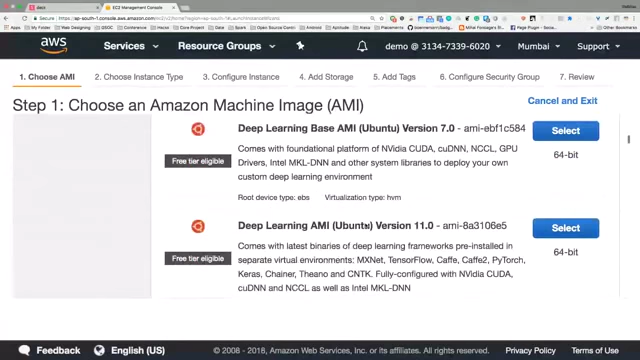 EC2 Management Console
aws
Services
Resource Groups
demo @ 3134-7339-6020
Mumbai
Support
1. Choose AMI
2. Choose Instance Type
3. Configure Instance
4. Add Storage
5. Add Tags
6. Configure Security Group
7. Review
Step 1: Choose an Amazon Machine Image (AMI)
Cancel and Exit
Deep Learning Base AMI (Ubuntu) Version 7.0 - ami-ebf1c584
Select
64-bit
Free tier eligible
Comes with foundational platform of NVidia CUDA, cuDNN, NCCL, GPU
Drivers, Intel MKL-DNN and other system libraries to deploy your own
custom deep learning environment
Root device type: ebs
Virtualization type: hvm
Deep Learning AMI (Ubuntu) Version 11.0 - ami-8a3106e5
Select
64-bit
Free tier eligible
Comes with latest binaries of deep learning frameworks pre-installed in
separate virtual environments: MXNet, TensorFlow, Caffe, Caffe2, PyTorch,
Keras, Chainer, Theano and CNTK. Fully-configured with NVidia CUDA,
cuDNN and NCCL as well as Intel MKL-DNN
Feedback
English (US)
© 2008 - 2018, Amazon Web Services, Inc. or its affiliates. All rights reserved.
Privacy Policy
Terms of Use